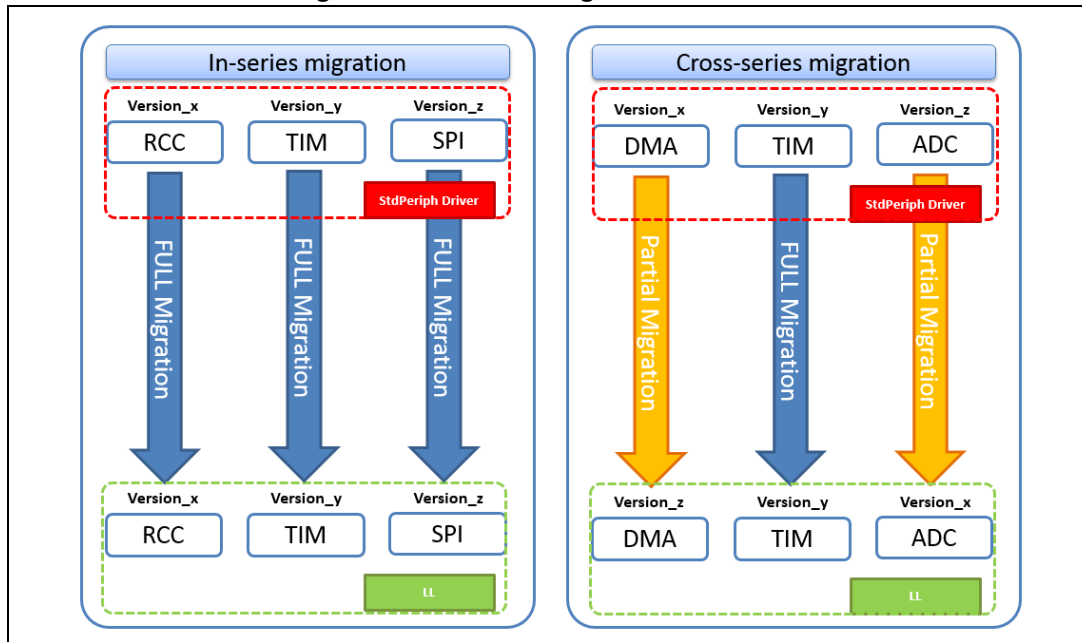 In-series migration
Version_x Version_y Version_z
RCC TIM SPI
StdPeriph Driver
FULL Migration
FULL Migration
FULL Migration
Version_x Version_y Version_z
RCC TIM SPI
LL
Cross-series migration
Version_x Version_y Version_z
DMA TIM ADC
StdPeriph Driver
Partial Migration
FULL Migration
Partial Migration
Version_z Version_y Version_x
DMA TIM ADC
LL